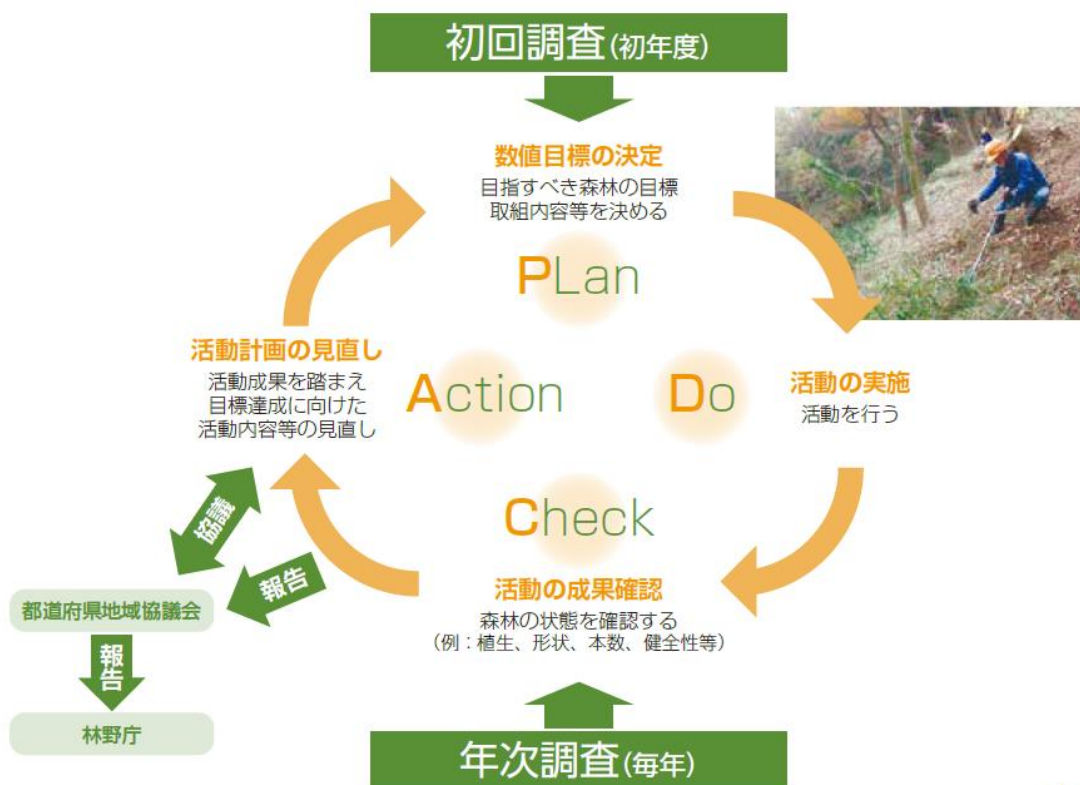 初回調査(初年度)
数値目標の決定
目指すべき森林の目標
取組内容等を決める
PLan
活動計画の見直し
活動成果を踏まえ
目標達成に向けた
活動内容等の見直し
Action
Do
活動の実施
活動を行う
Check
活動の成果確認
森林の状態を確認する
(例:植生、形状、本数、健全性等)
協議
報告
都道府県地域協議会
報告
林野庁
年次調査(毎年)